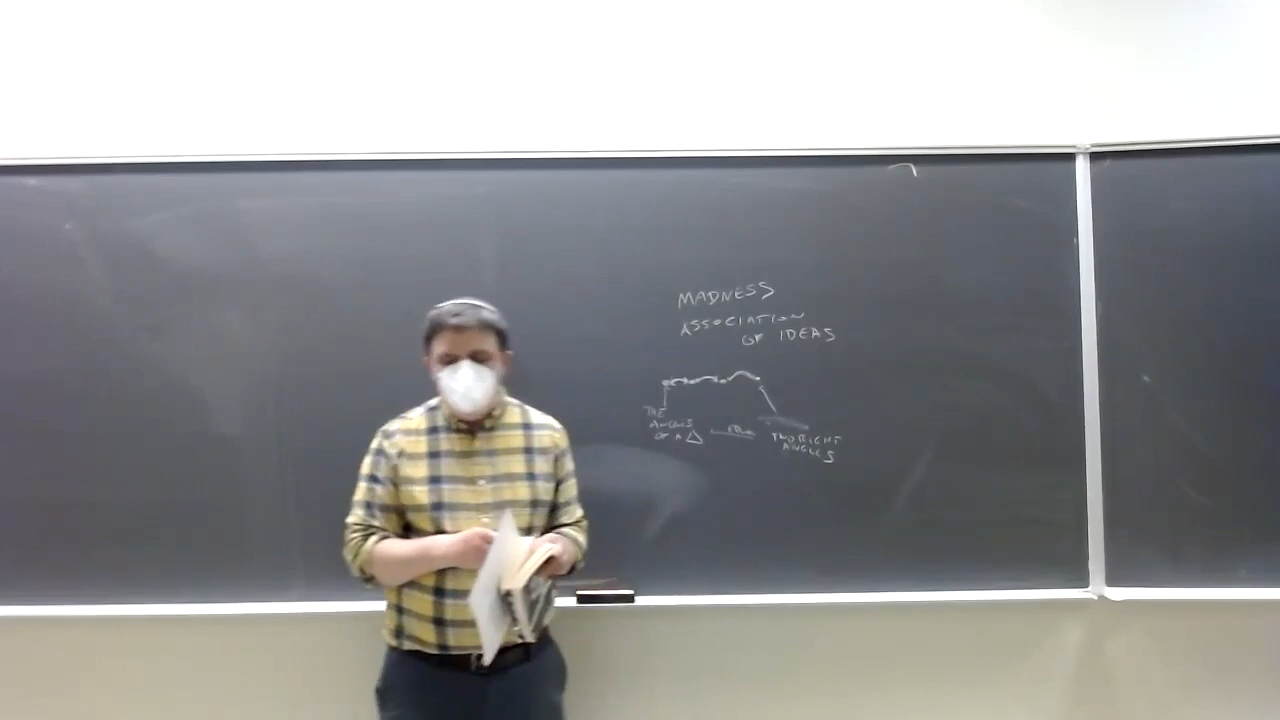 MADNESS
ASSOCIATION
OF IDEAS
THE
ANGLES
OF A △
TWO RIGHT
ANGLES